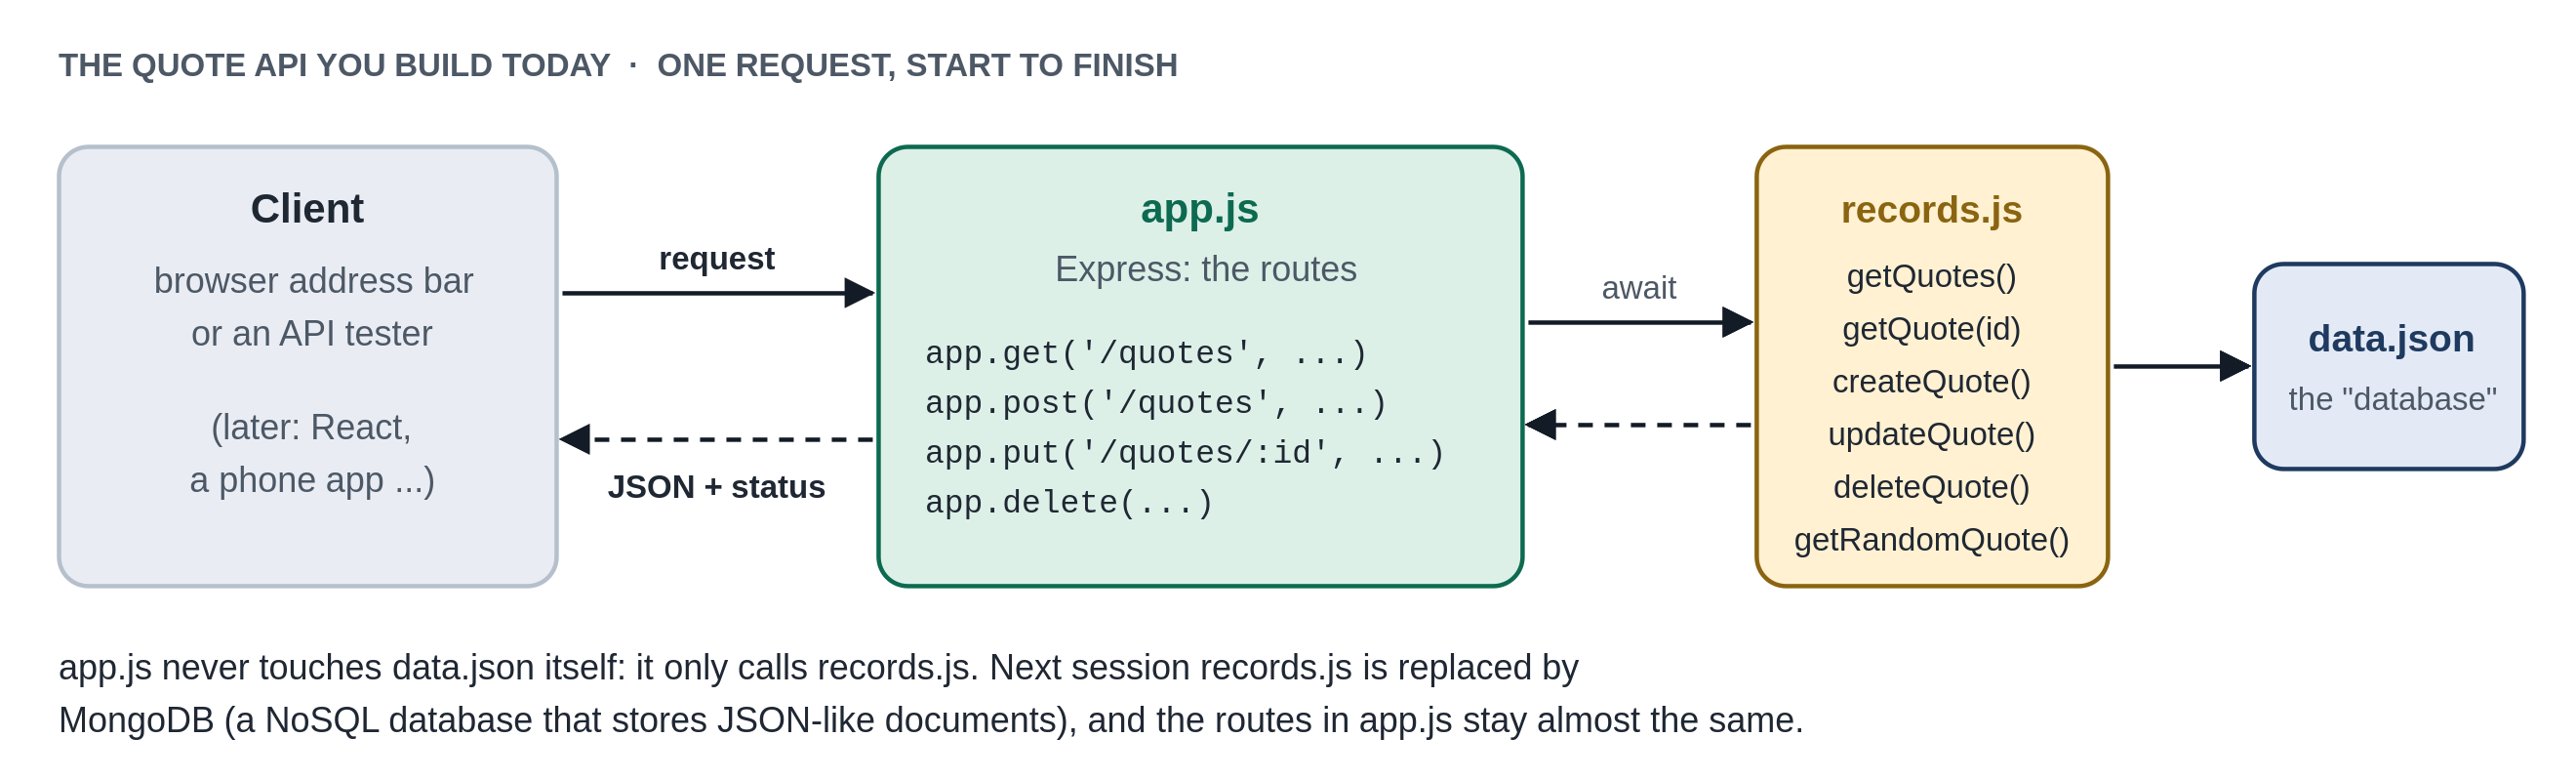 THE QUOTE API YOU BUILD TODAY · ONE REQUEST, START TO FINISH
Client
browser address bar
or an API tester
(later: React,
a phone app ...)
request
JSON + status
app.js
Express: the routes
app.get('/quotes', ...)
app.post('/quotes', ...)
app.put('/quotes/:id', ...)
app.delete(...)
await
records.js
getQuotes()
getQuote(id)
createQuote()
updateQuote()
deleteQuote()
getRandomQuote()
data.json
the "database"
app.js never touches data.json itself: it only calls records.js. Next session records.js is replaced by
MongoDB (a NoSQL database that stores JSON-like documents), and the routes in app.js stay almost the same.